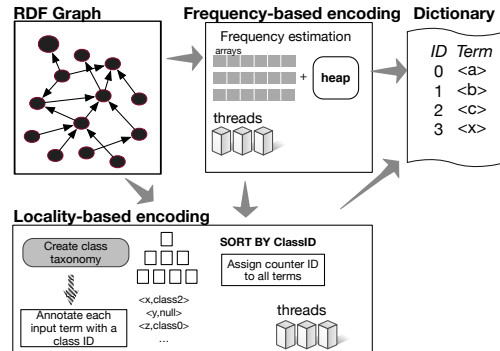 RDF Graph
Frequency-based encoding
Frequency estimation
arrays
+
heap
threads
Dictionary
ID Term
0 <a>
1 <b>
2 <c>
3 <x>
Locality-based encoding
Create class
taxonomy
Annotate each
input term with a
class ID
<x,class2>
<y,null>
<z,class0>
...
SORT BY ClassID
Assign counter ID
to all terms
threads